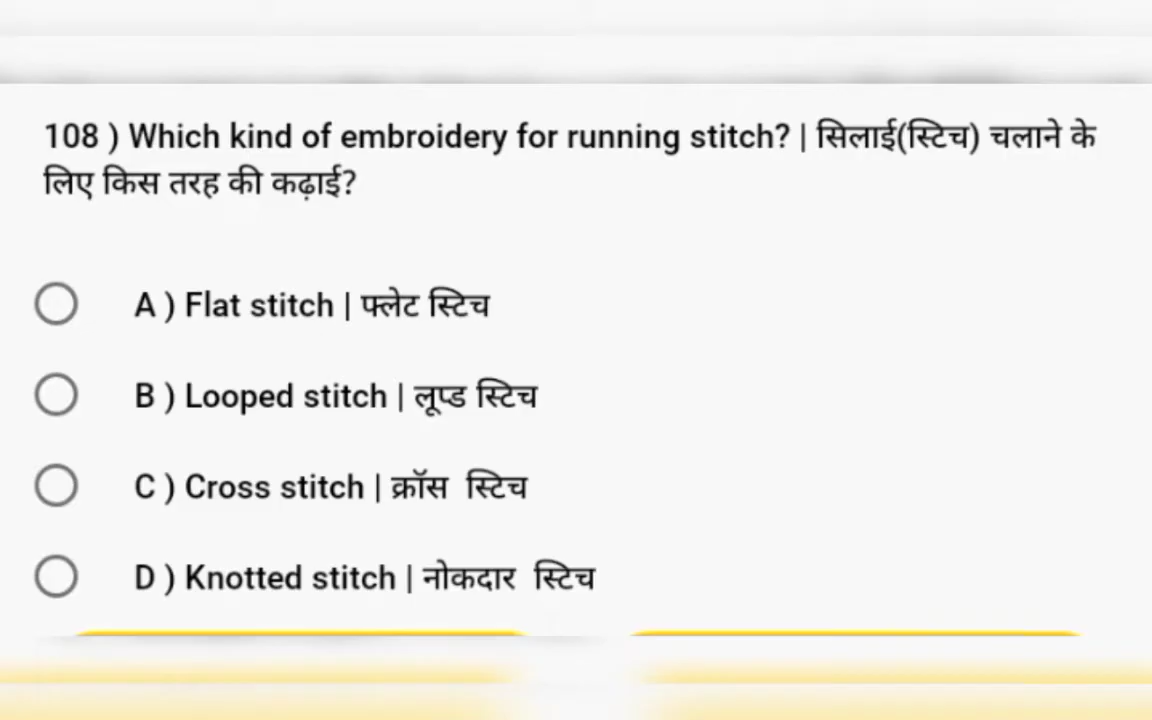 108 ) Which kind of embroidery for running stitch? | सिलाई(स्टिच) चलाने के
लिए किस तरह की कढ़ाई?
A ) Flat stitch | फ्लेट स्टिच
B ) Looped stitch | लूप्ड स्टिच
C ) Cross stitch | क्रॉस स्टिच
D ) Knotted stitch | नोकदार स्टिच